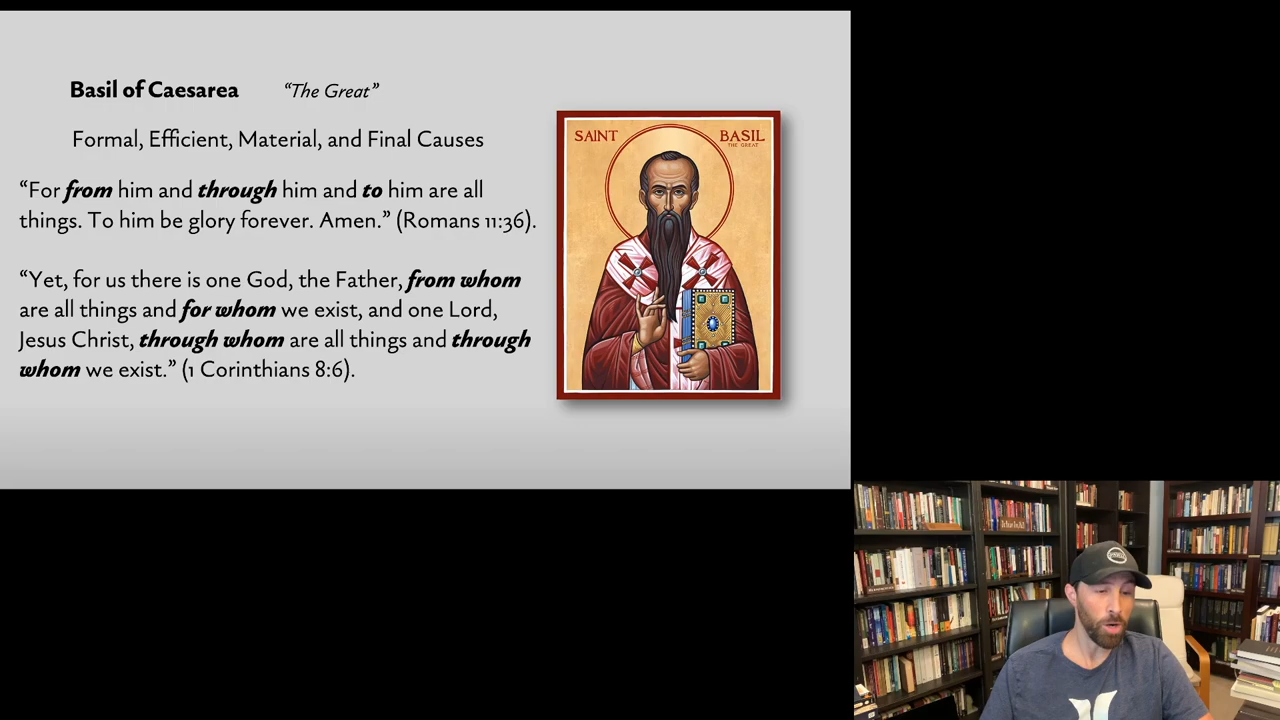 Basil of Caesarea “The Great”
Formal, Efficient, Material, and Final Causes
“For from him and through him and to him are all
things. To him be glory forever. Amen.” (Romans 11:36).
“Yet, for us there is one God, the Father, from whom
are all things and for whom we exist, and one Lord,
Jesus Christ, through whom are all things and through
whom we exist.” (1 Corinthians 8:6).
SAINT BASIL
THE GREAT